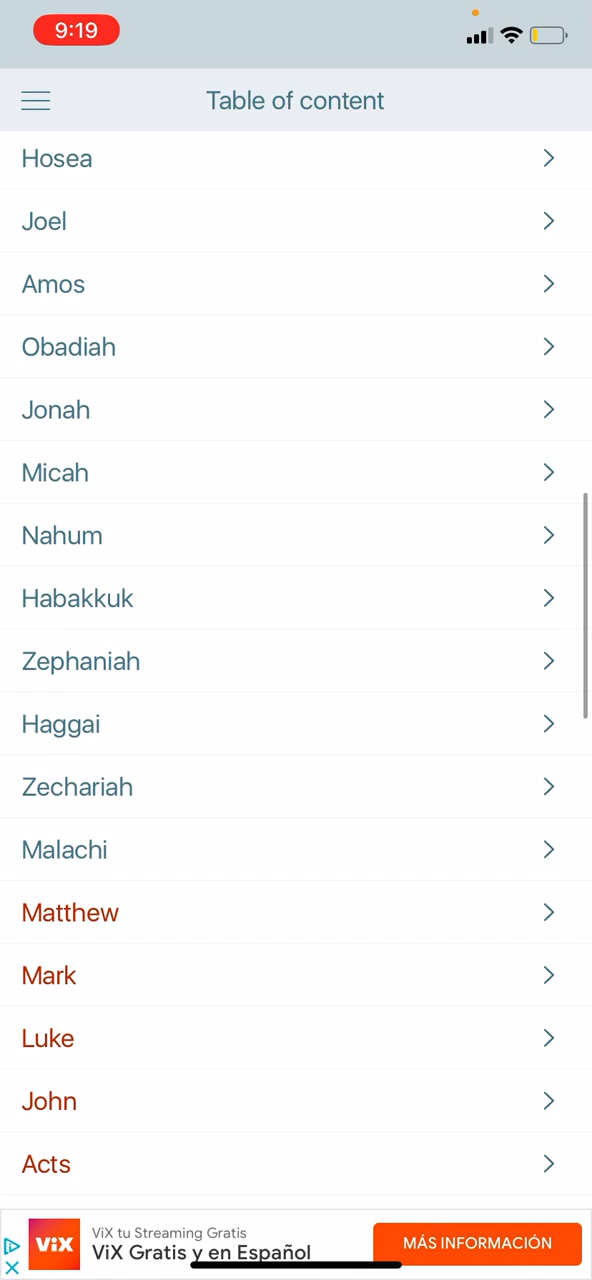 9:19
Table of content
Hosea
Joel
Amos
Obadiah
Jonah
Micah
Nahum
Habakkuk
Zephaniah
Haggai
Zechariah
Malachi
Matthew
Mark
Luke
John
Acts
ViX
ViX tu Streaming Gratis
ViX Gratis y en Español
MÁS INFORMACIÓN